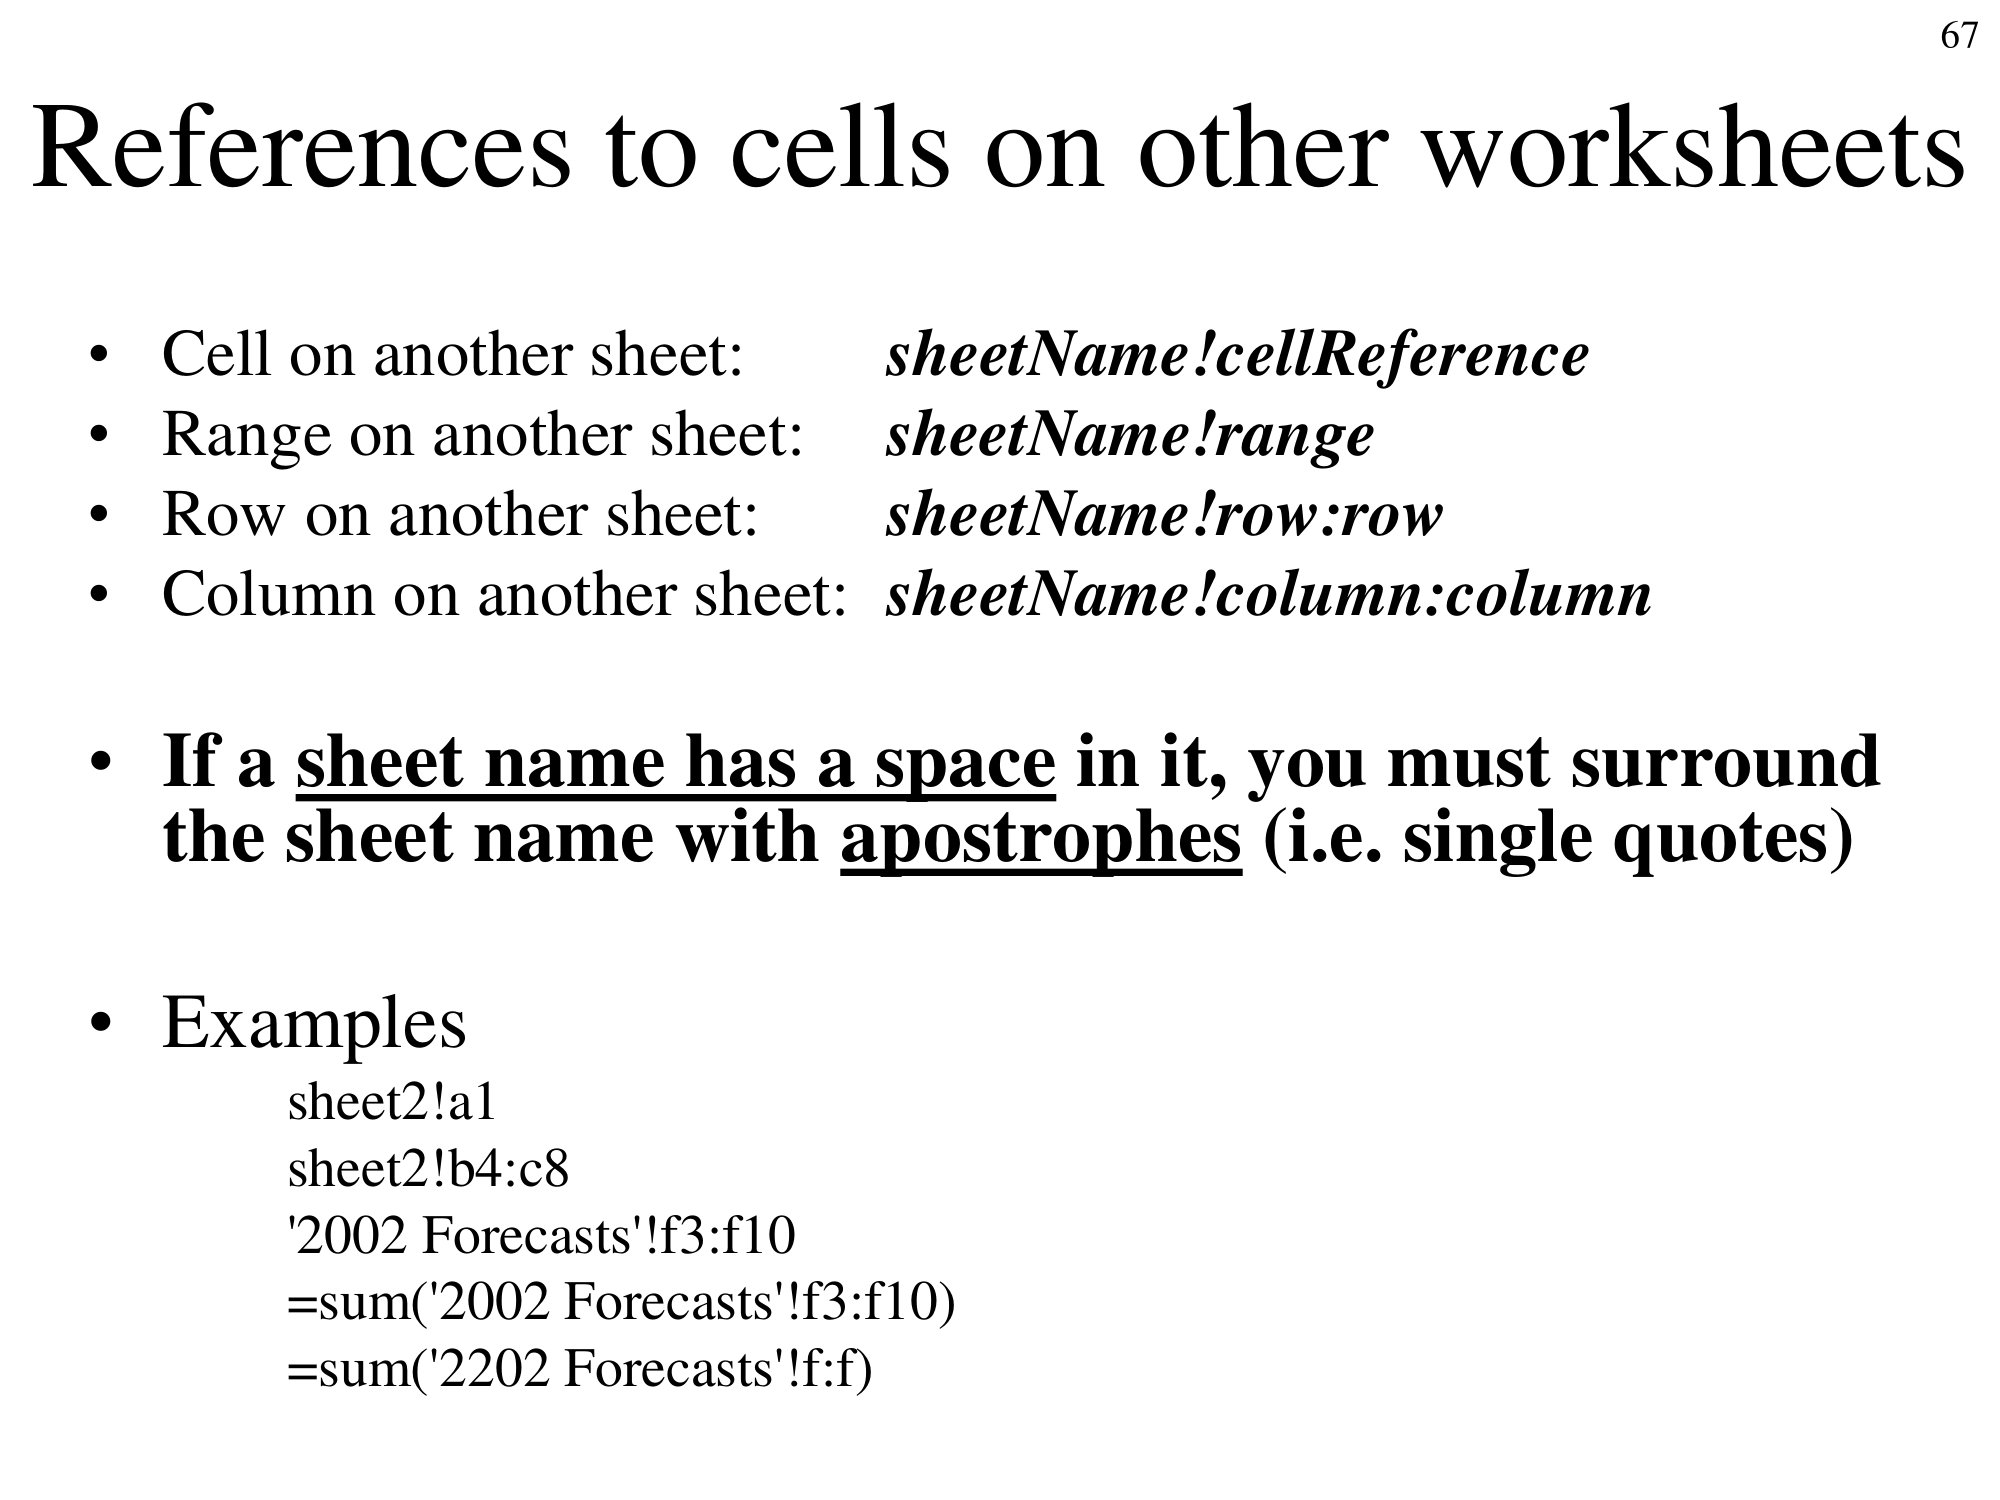 67
References to cells on other worksheets
• Cell on another sheet: sheetName!cellReference
• Range on another sheet: sheetName!range
• Row on another sheet: sheetName!row:row
• Column on another sheet: sheetName!column:column
• If a sheet name has a space in it, you must surround
the sheet name with apostrophes (i.e. single quotes)
• Examples
sheet2!a1
sheet2!b4:c8
'2002 Forecasts'!f3:f10
=sum('2002 Forecasts'!f3:f10)
=sum('2202 Forecasts'!f:f)